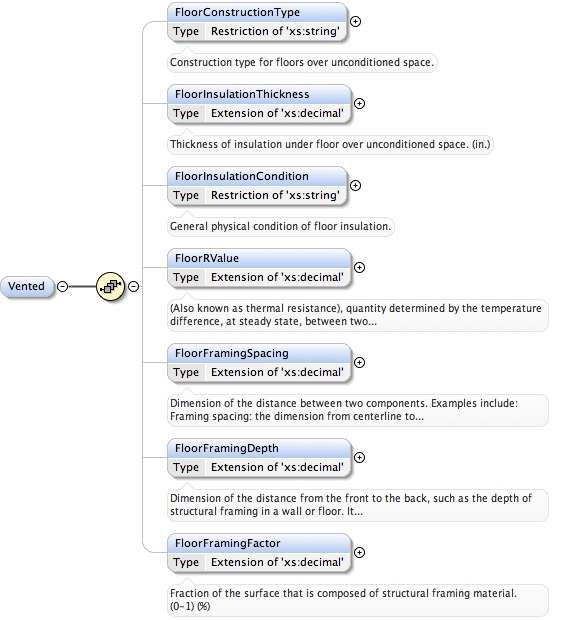 FloorConstructionType
Type Restriction of 'xs:string'
Construction type for floors over unconditioned space.
FloorInsulationThickness
Type Extension of 'xs:decimal'
Thickness of insulation under floor over unconditioned space. (in.)
FloorInsulationCondition
Type Restriction of 'xs:string'
General physical condition of floor insulation.
Vented
FloorRValue
Type Extension of 'xs:decimal'
(Also known as thermal resistance), quantity determined by the temperature
difference, at steady state, between two...
FloorFramingSpacing
Type Extension of 'xs:decimal'
Dimension of the distance between two components. Examples include:
Framing spacing: the dimension from centerline to...
FloorFramingDepth
Type Extension of 'xs:decimal'
Dimension of the distance from the front to the back, such as the depth of
structural framing in a wall or floor. It...
FloorFramingFactor
Type Extension of 'xs:decimal'
Fraction of the surface that is composed of structural framing material.
(0-1) (%)